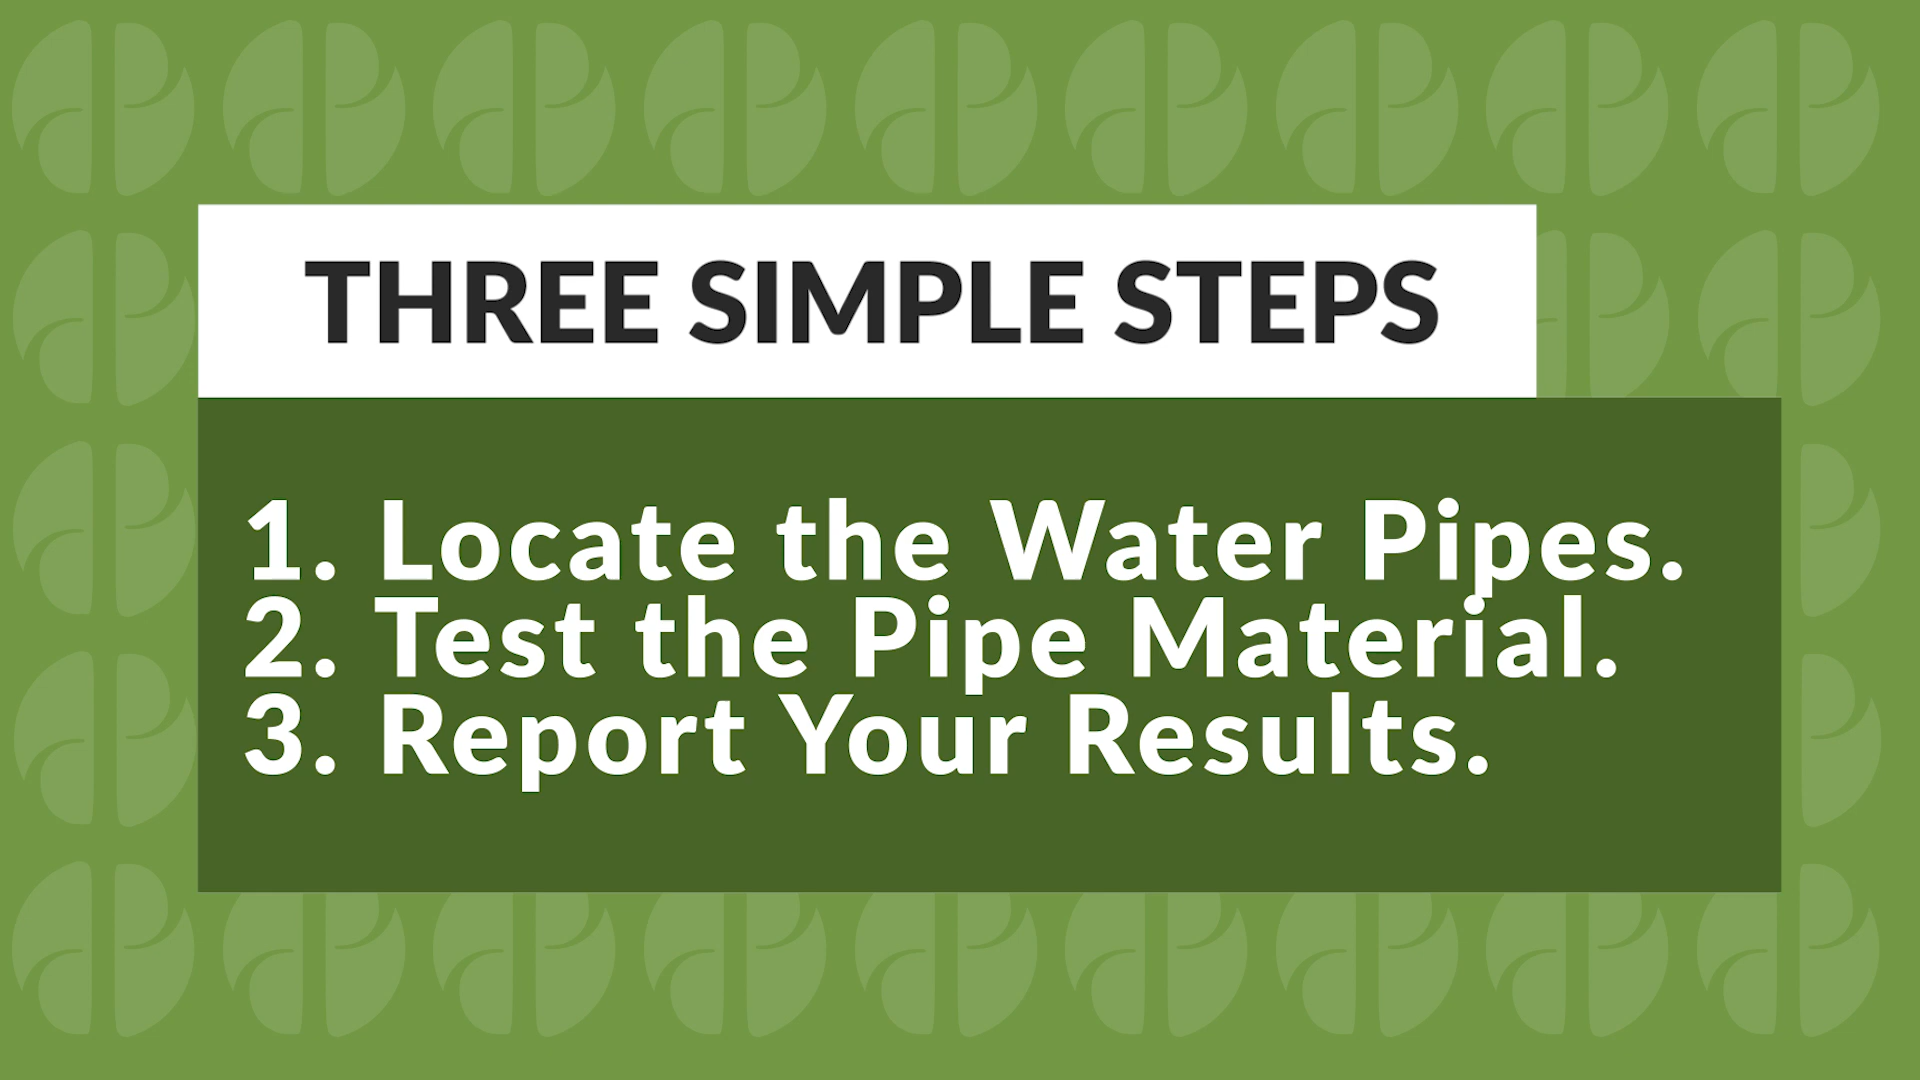 THREE SIMPLE STEPS
1. Locate the Water Pipes.
2. Test the Pipe Material.
3. Report Your Results.